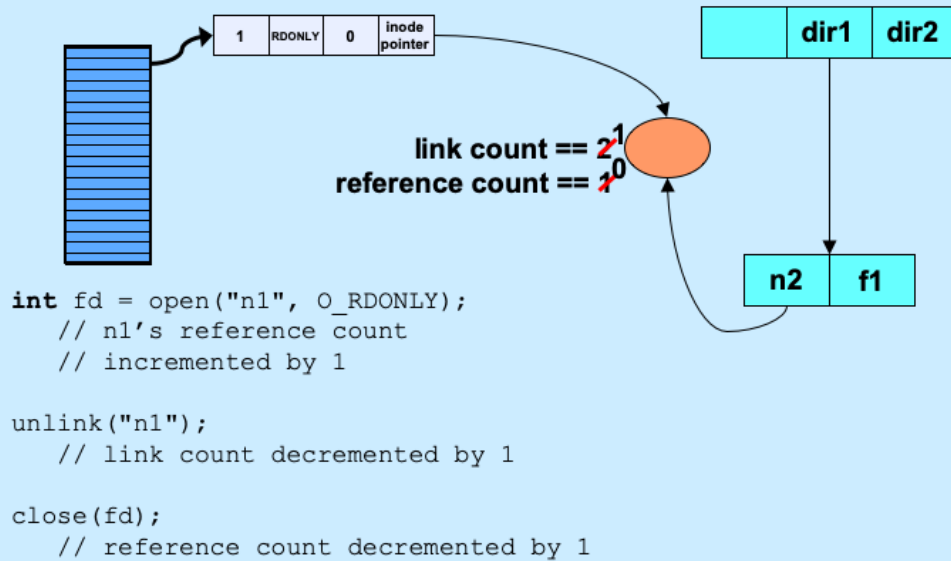 1 RDONLY 0 inode pointer
dir1 dir2
link count == 2 1
reference count == 1 0
n2 f1
int fd = open("n1", O_RDONLY);
// n1's reference count
// incremented by 1
unlink("n1");
// link count decremented by 1
close(fd);
// reference count decremented by 1